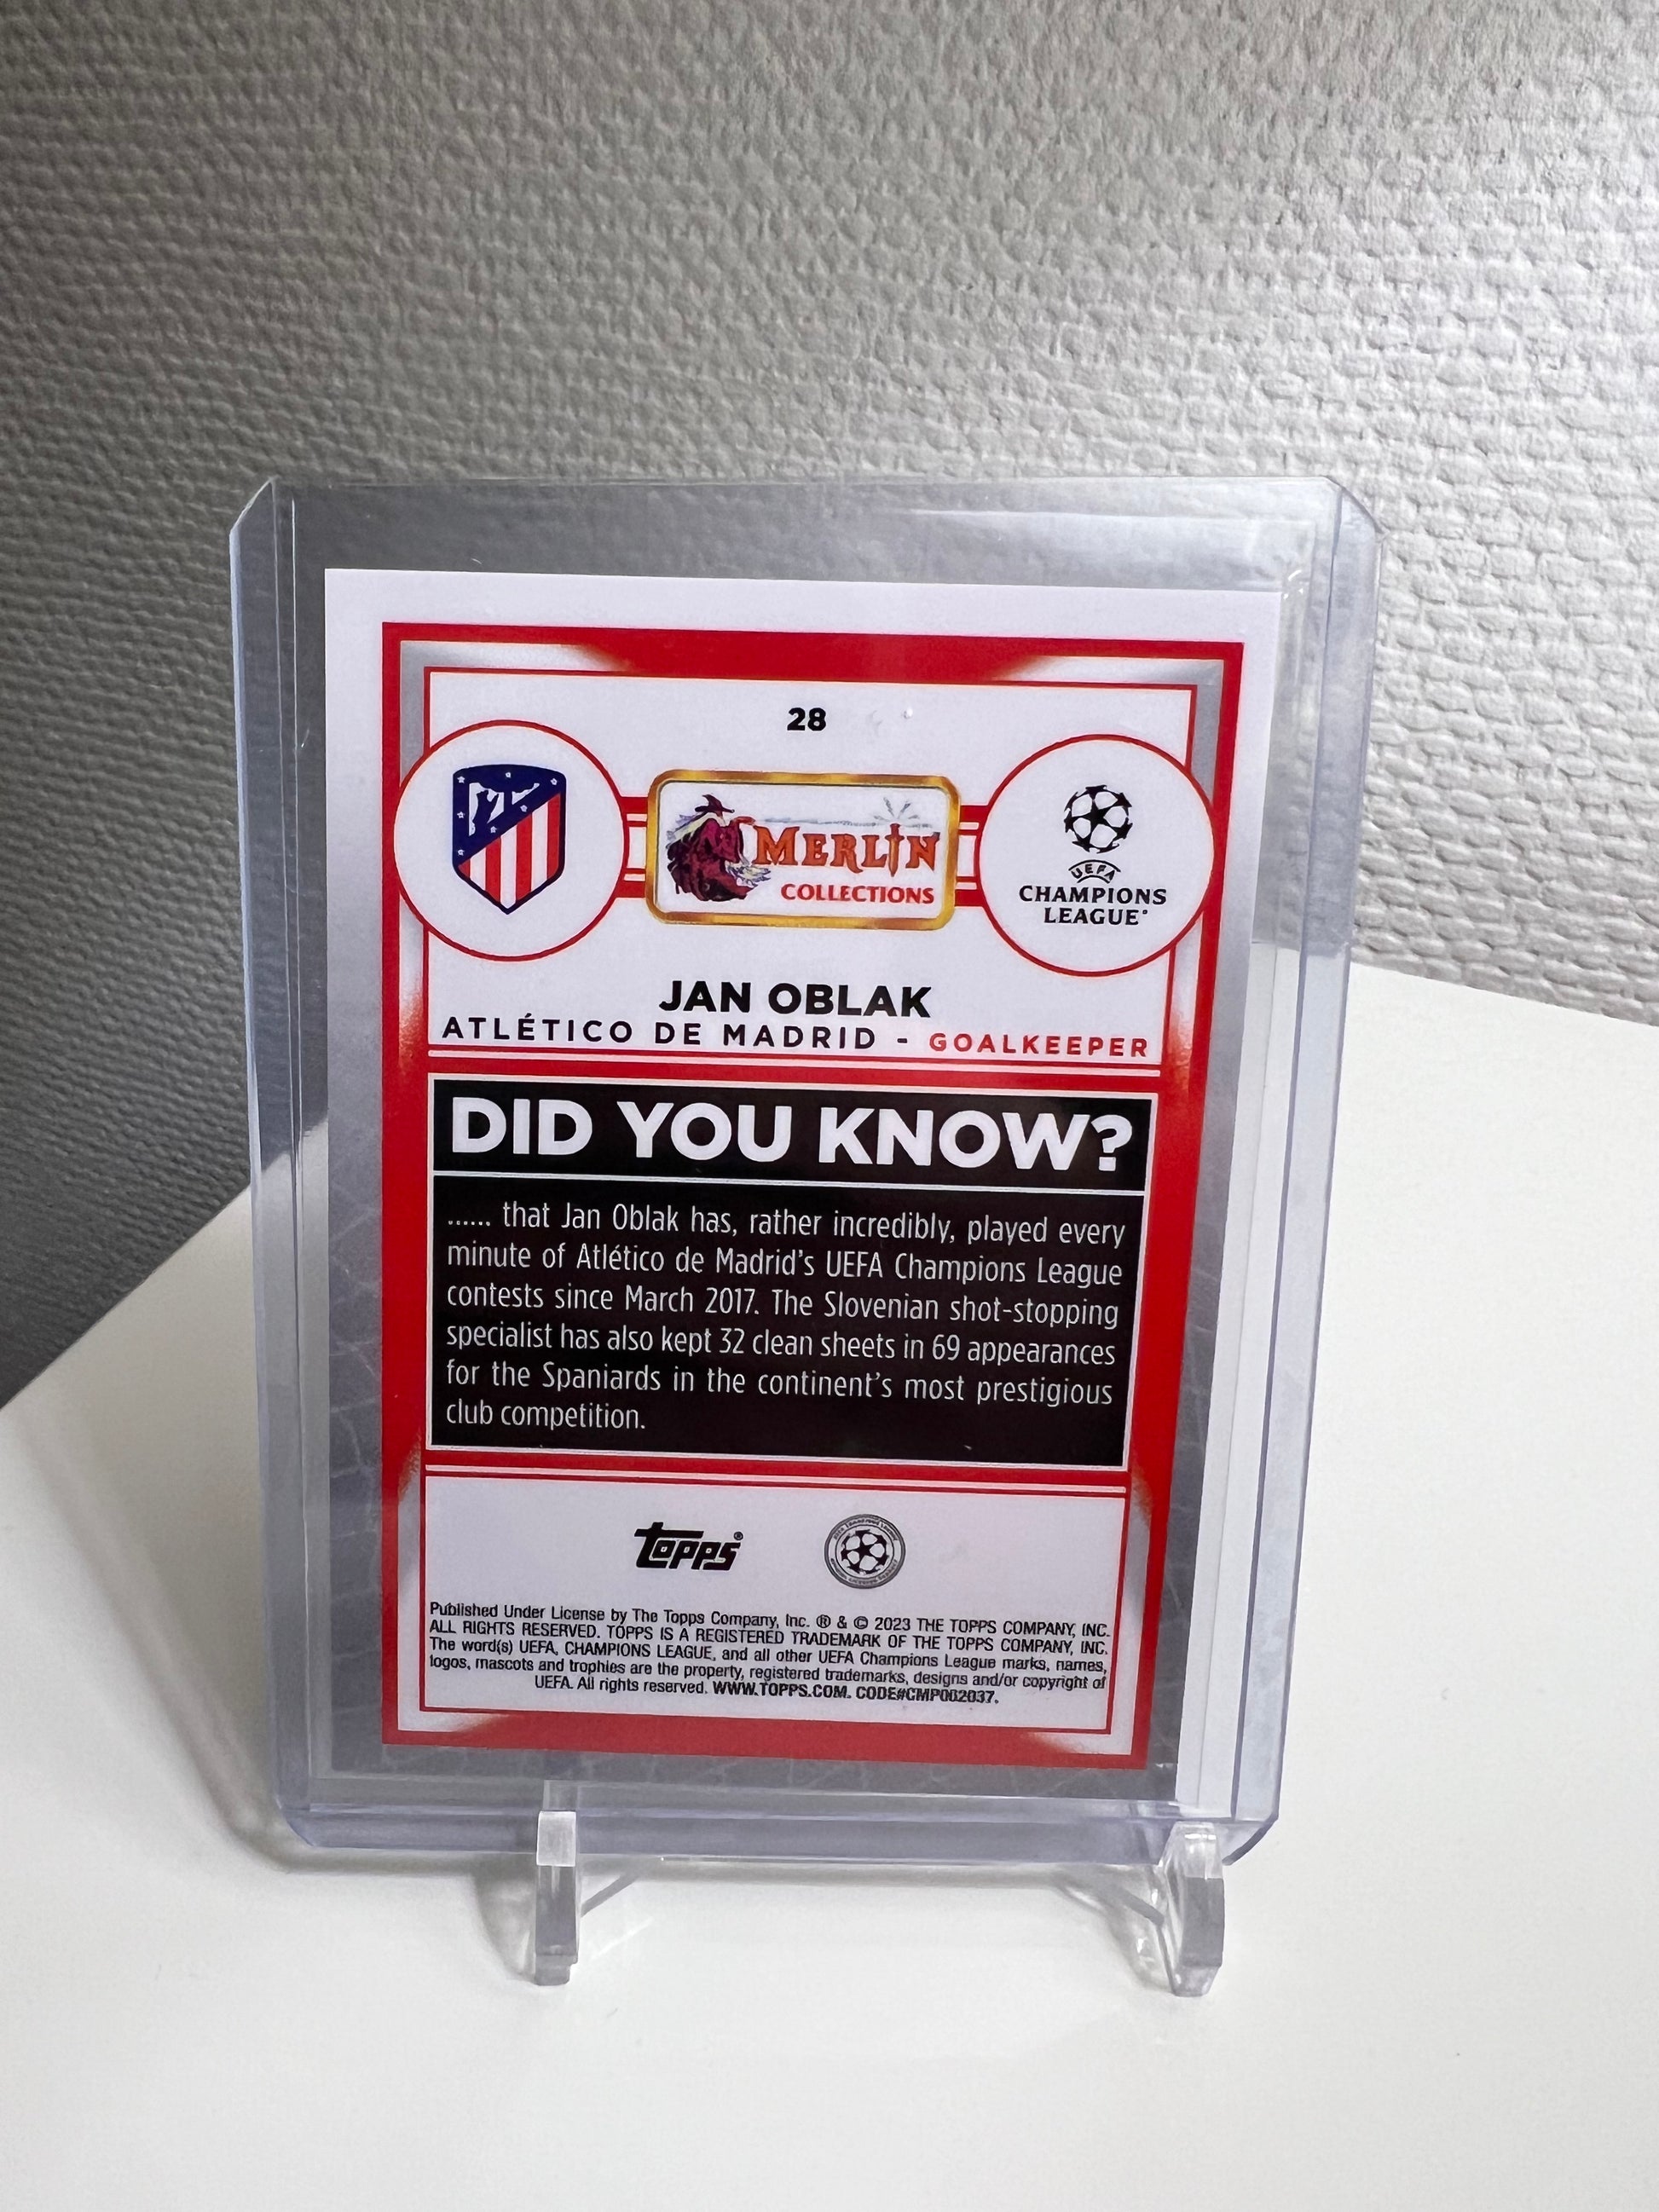 28
MERLIN
COLLECTIONS
UEFA
CHAMPIONS
LEAGUE®
JAN OBLAK
ATLÉTICO DE MADRID - GOALKEEPER
DID YOU KNOW?
...... that Jan Oblak has, rather incredibly, played every
minute of Atlético de Madrid's UEFA Champions League
contests since March 2017. The Slovenian shot-stopping
specialist has also kept 32 clean sheets in 69 appearances
for the Spaniards in the continent's most prestigious
club competition.
topps®
Published Under License by The Topps Company, Inc. ® & © 2023 THE TOPPS COMPANY, INC.
ALL RIGHTS RESERVED. TOPPS IS A REGISTERED TRADEMARK OF THE TOPPS COMPANY, INC.
The word(s) UEFA, CHAMPIONS LEAGUE, and all other UEFA Champions League marks, names,
logos, mascots and trophies are the property, registered trademarks, designs and/or copyright of
UEFA. All rights reserved. WWW.TOPPS.COM. CODE#CMP002037.